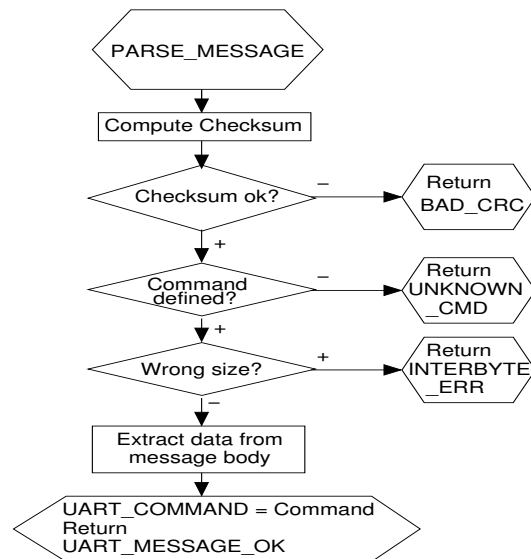 PARSE_MESSAGE
Compute Checksum
Checksum ok?
–
Return
BAD_CRC
+
Command
defined?
–
Return
UNKNOWN
_CMD
+
Wrong size?
+
Return
INTERBYTE
_ERR
–
Extract data from
message body
UART_COMMAND = Command
Return
UART_MESSAGE_OK